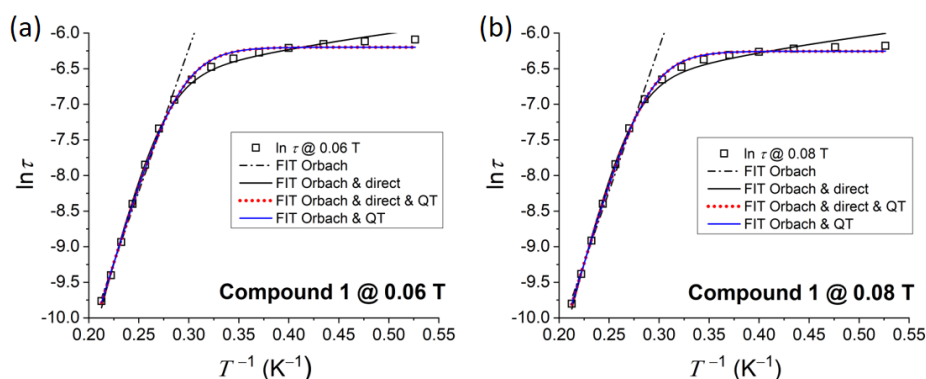 (a)
-6.0
-6.5
-7.0
-7.5
-8.0
-8.5
-9.0
-9.5
-10.0
ln τ
ln τ @ 0.06 T
FIT Orbach
FIT Orbach & direct
FIT Orbach & direct & QT
FIT Orbach & QT
Compound 1 @ 0.06 T
0.20 0.25 0.30 0.35 0.40 0.45 0.50 0.55
T⁻¹ (K⁻¹)
(b)
-6.0
-6.5
-7.0
-7.5
-8.0
-8.5
-9.0
-9.5
-10.0
ln τ
ln τ @ 0.08 T
FIT Orbach
FIT Orbach & direct
FIT Orbach & direct & QT
FIT Orbach & QT
Compound 1 @ 0.08 T
0.20 0.25 0.30 0.35 0.40 0.45 0.50 0.55
T⁻¹ (K⁻¹)